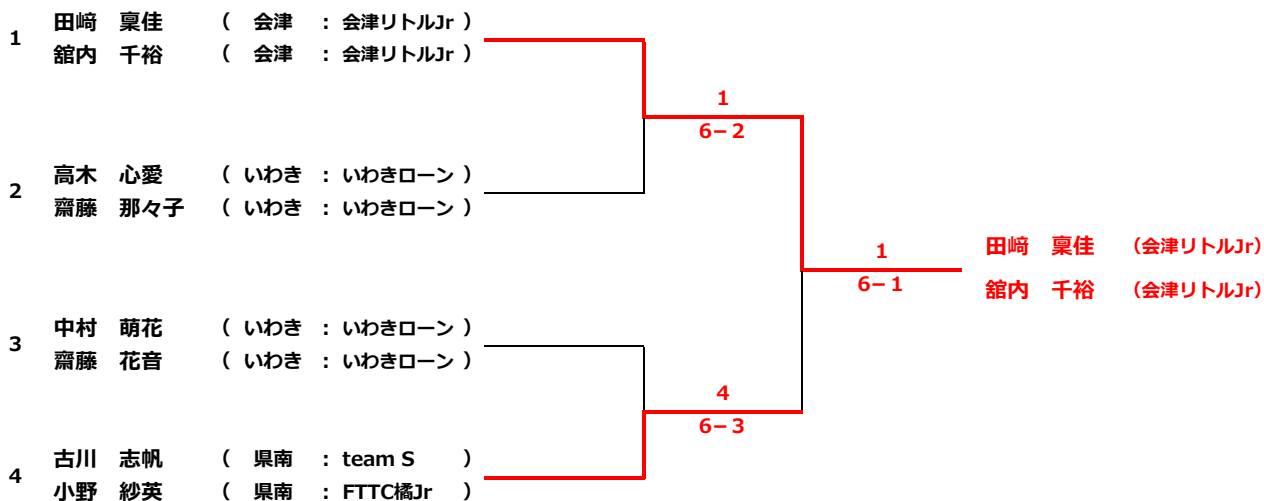 1
田﨑 稟佳 ( 会津 : 会津リトルJr )
舘内 千裕 ( 会津 : 会津リトルJr )
1
6−2
2
高木 心愛 ( いわき : いわきローン )
齋藤 那々子 ( いわき : いわきローン )
1
6−1
田﨑 稟佳 (会津リトルJr)
舘内 千裕 (会津リトルJr)
3
中村 萌花 ( いわき : いわきローン )
齋藤 花音 ( いわき : いわきローン )
4
6−3
4
古川 志帆 ( 県南 : team S )
小野 紗英 ( 県南 : FTTC橘Jr )